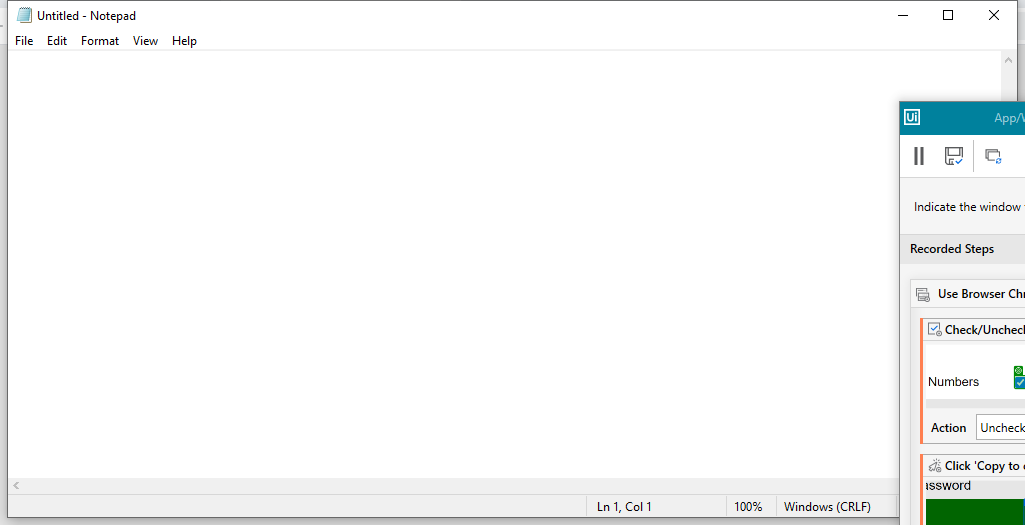 Untitled - Notepad
File Edit Format View Help
Ui App/
Indicate the window
Recorded Steps
Use Browser Chr
Check/Uncheck
Numbers
Action Uncheck
Click 'Copy to
assword
Ln 1, Col 1 100% Windows (CRLF)